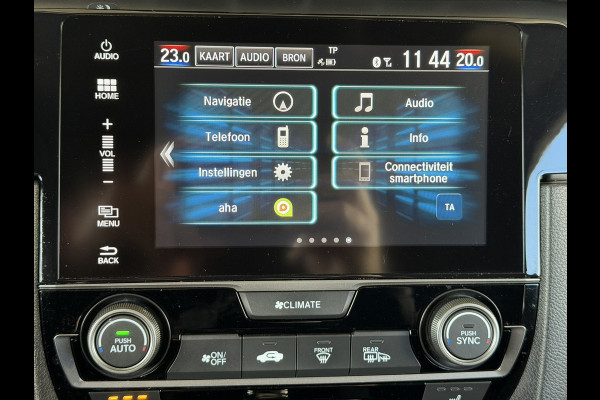 AUDIO
HOME
+
VOL
−
MENU
BACK
23.0 KAART AUDIO BRON TP 11 44 20.0
Navigatie
Audio
Telefoon
Info
Instellingen
Connectiviteit
smartphone
aha
TA
CLIMATE
PUSH
AUTO
ON/
OFF
FRONT
REAR
PUSH
SYNC